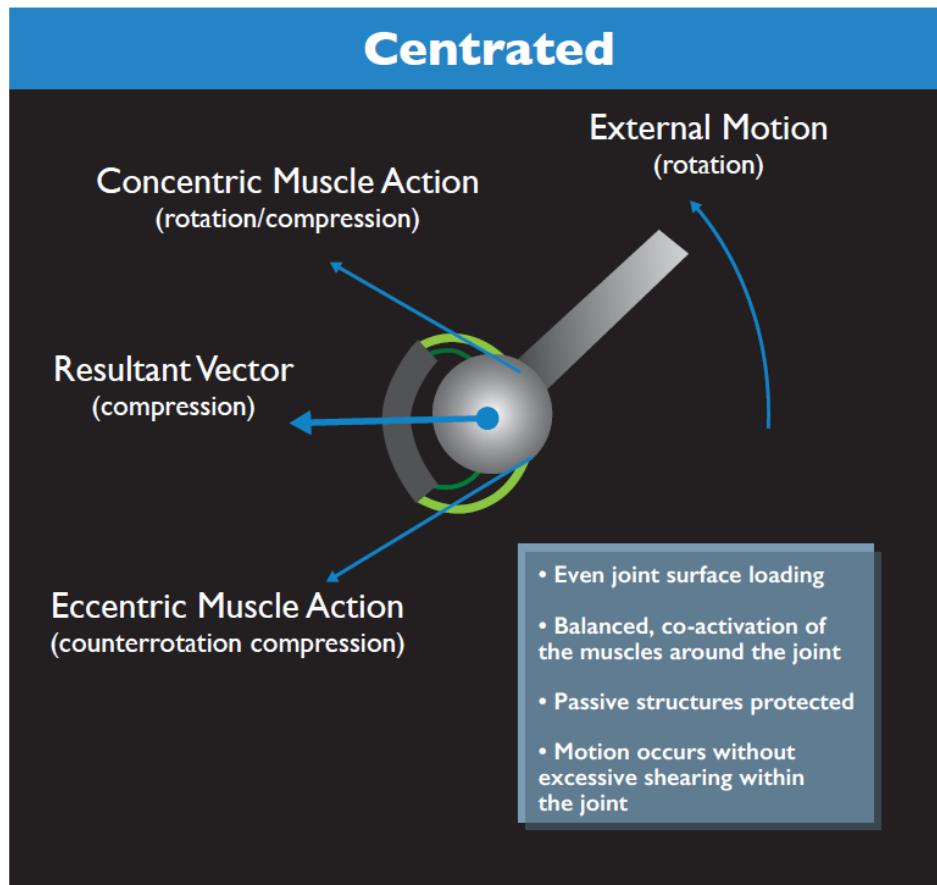 Centrated
External Motion
(rotation)
Concentric Muscle Action
(rotation/compression)
Resultant Vector
(compression)
Eccentric Muscle Action
(counterrotation compression)
• Even joint surface loading
• Balanced, co-activation of
the muscles around the joint
• Passive structures protected
• Motion occurs without
excessive shearing within
the joint